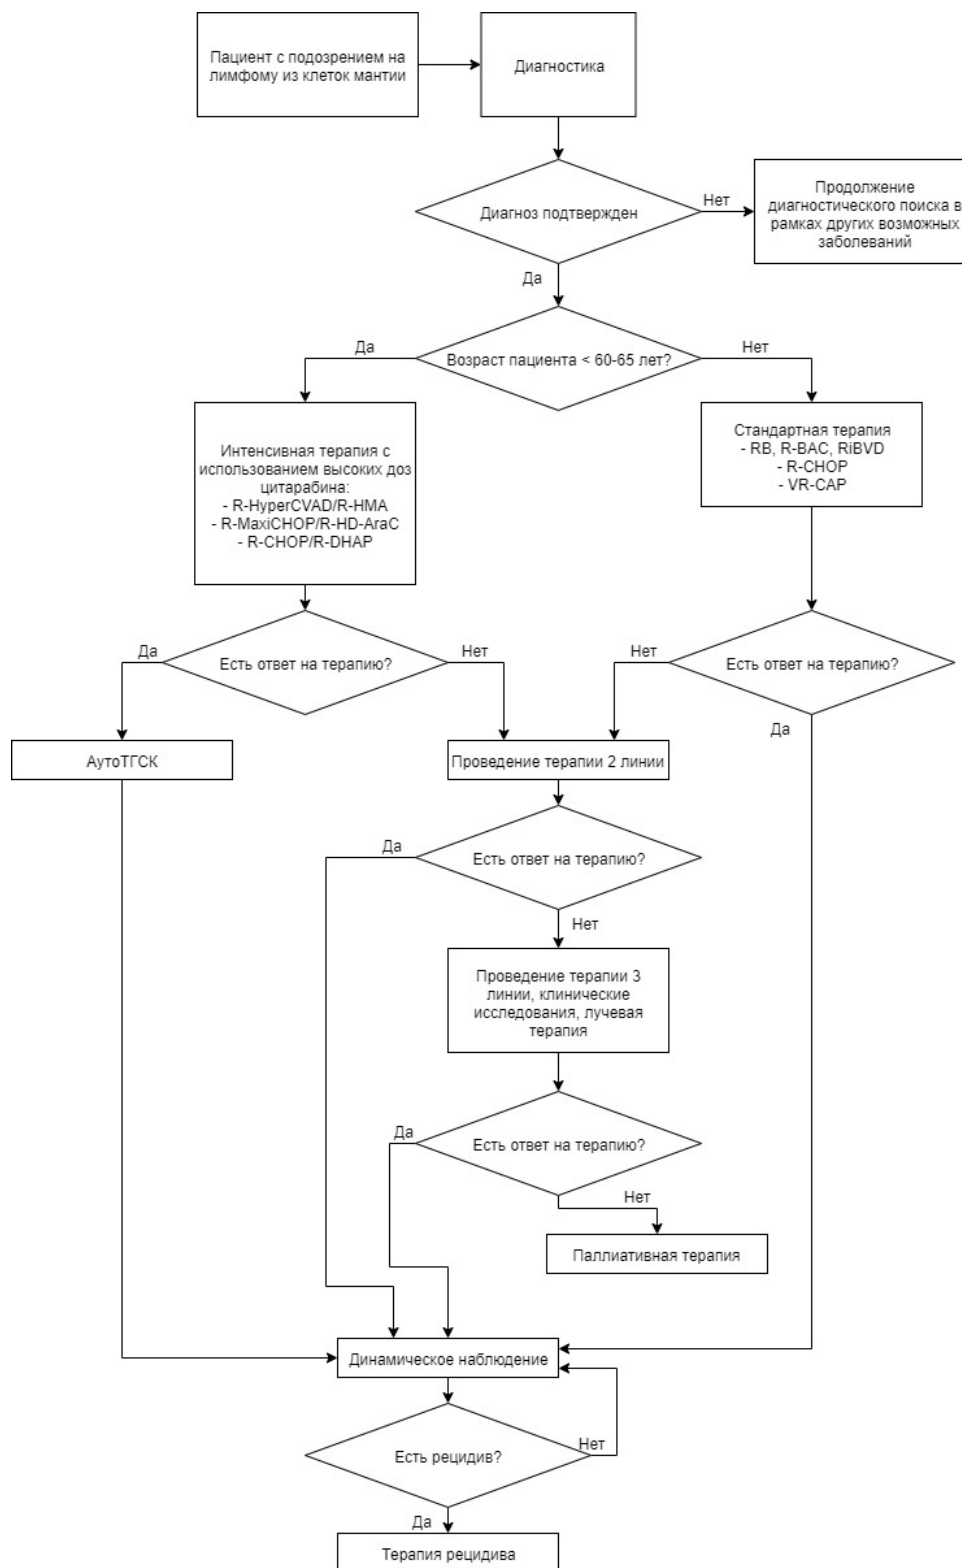 Пациент с подозрением на
лимфому из клеток мантии
Диагностика
Диагноз подтвержден
Нет
Продолжение
диагностического поиска в
рамках других возможных
заболеваний
Да
Возраст пациента < 60-65 лет?
Да
Нет
Интенсивная терапия с
использованием высоких доз
цитарабина:
- R-HyperCVAD/R-HMA
- R-MaxiCHOP/R-HD-AraC
- R-CHOP/R-DHAP
Стандартная терапия
- RB, R-BAC, RiBVD
- R-CHOP
- VR-CAP
Есть ответ на терапию?
Да
Нет
Есть ответ на терапию?
Нет
Да
АутоТГСК
Проведение терапии 2 линии
Есть ответ на терапию?
Да
Нет
Проведение терапии 3
линии, клинические
исследования, лучевая
терапия
Есть ответ на терапию?
Да
Нет
Паллиативная терапия
Динамическое наблюдение
Есть рецидив?
Нет
Да
Терапия рецидива